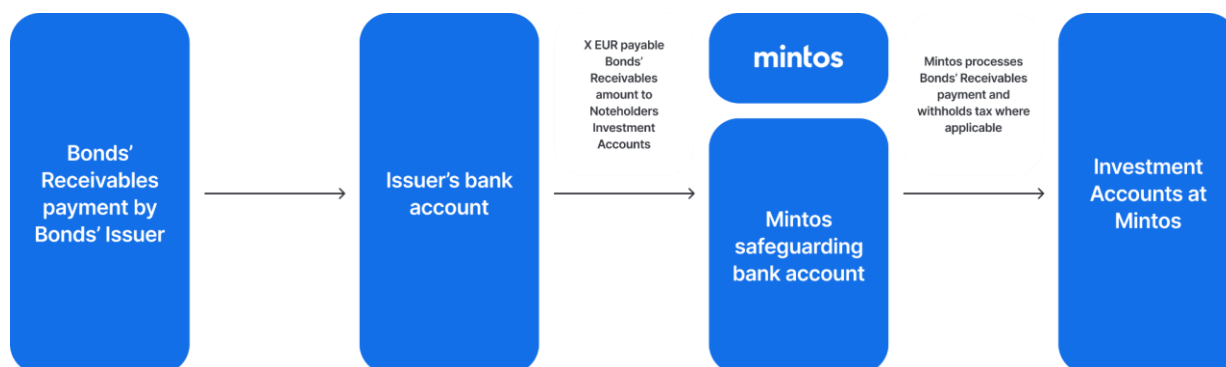 Bonds’
Receivables
payment by
Bonds’ Issuer
Issuer’s bank
account
X EUR payable
Bonds’
Receivables
amount to
Noteholders
Investment
Accounts
mintos
Mintos
safeguarding
bank account
Mintos processes
Bonds’ Receivables
payment and
withholds tax where
applicable
Investment
Accounts at
Mintos